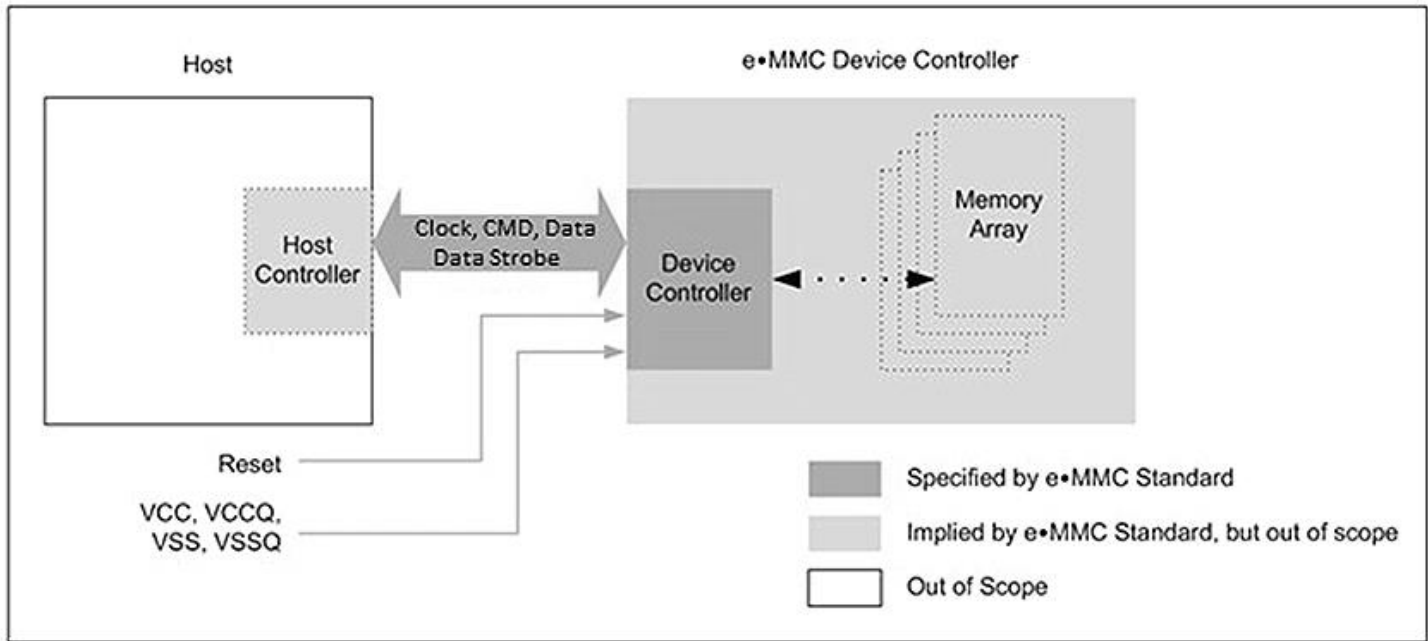 Host
e•MMC Device Controller
Host
Controller
Clock, CMD, Data
Data Strobe
Device
Controller
Memory
Array
Reset
VCC, VCCQ,
VSS, VSSQ
Specified by e•MMC Standard
Implied by e•MMC Standard, but out of scope
Out of Scope